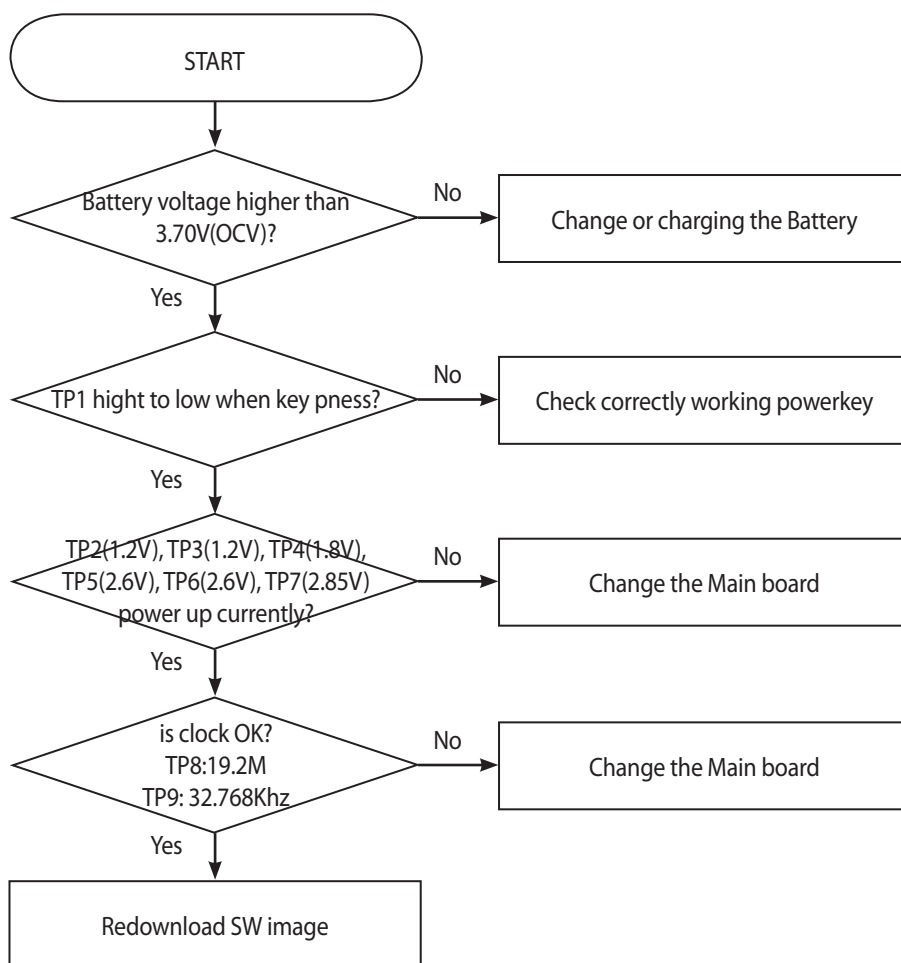 START
Battery voltage higher than
3.70V(OCV)?
No
Change or charging the Battery
Yes
TP1 hight to low when key pness?
No
Check correctly working powerkey
Yes
TP2(1.2V), TP3(1.2V), TP4(1.8V),
TP5(2.6V), TP6(2.6V), TP7(2.85V)
power up currently?
No
Change the Main board
Yes
is clock OK?
TP8:19.2M
TP9: 32.768Khz
No
Change the Main board
Yes
Redownload SW image